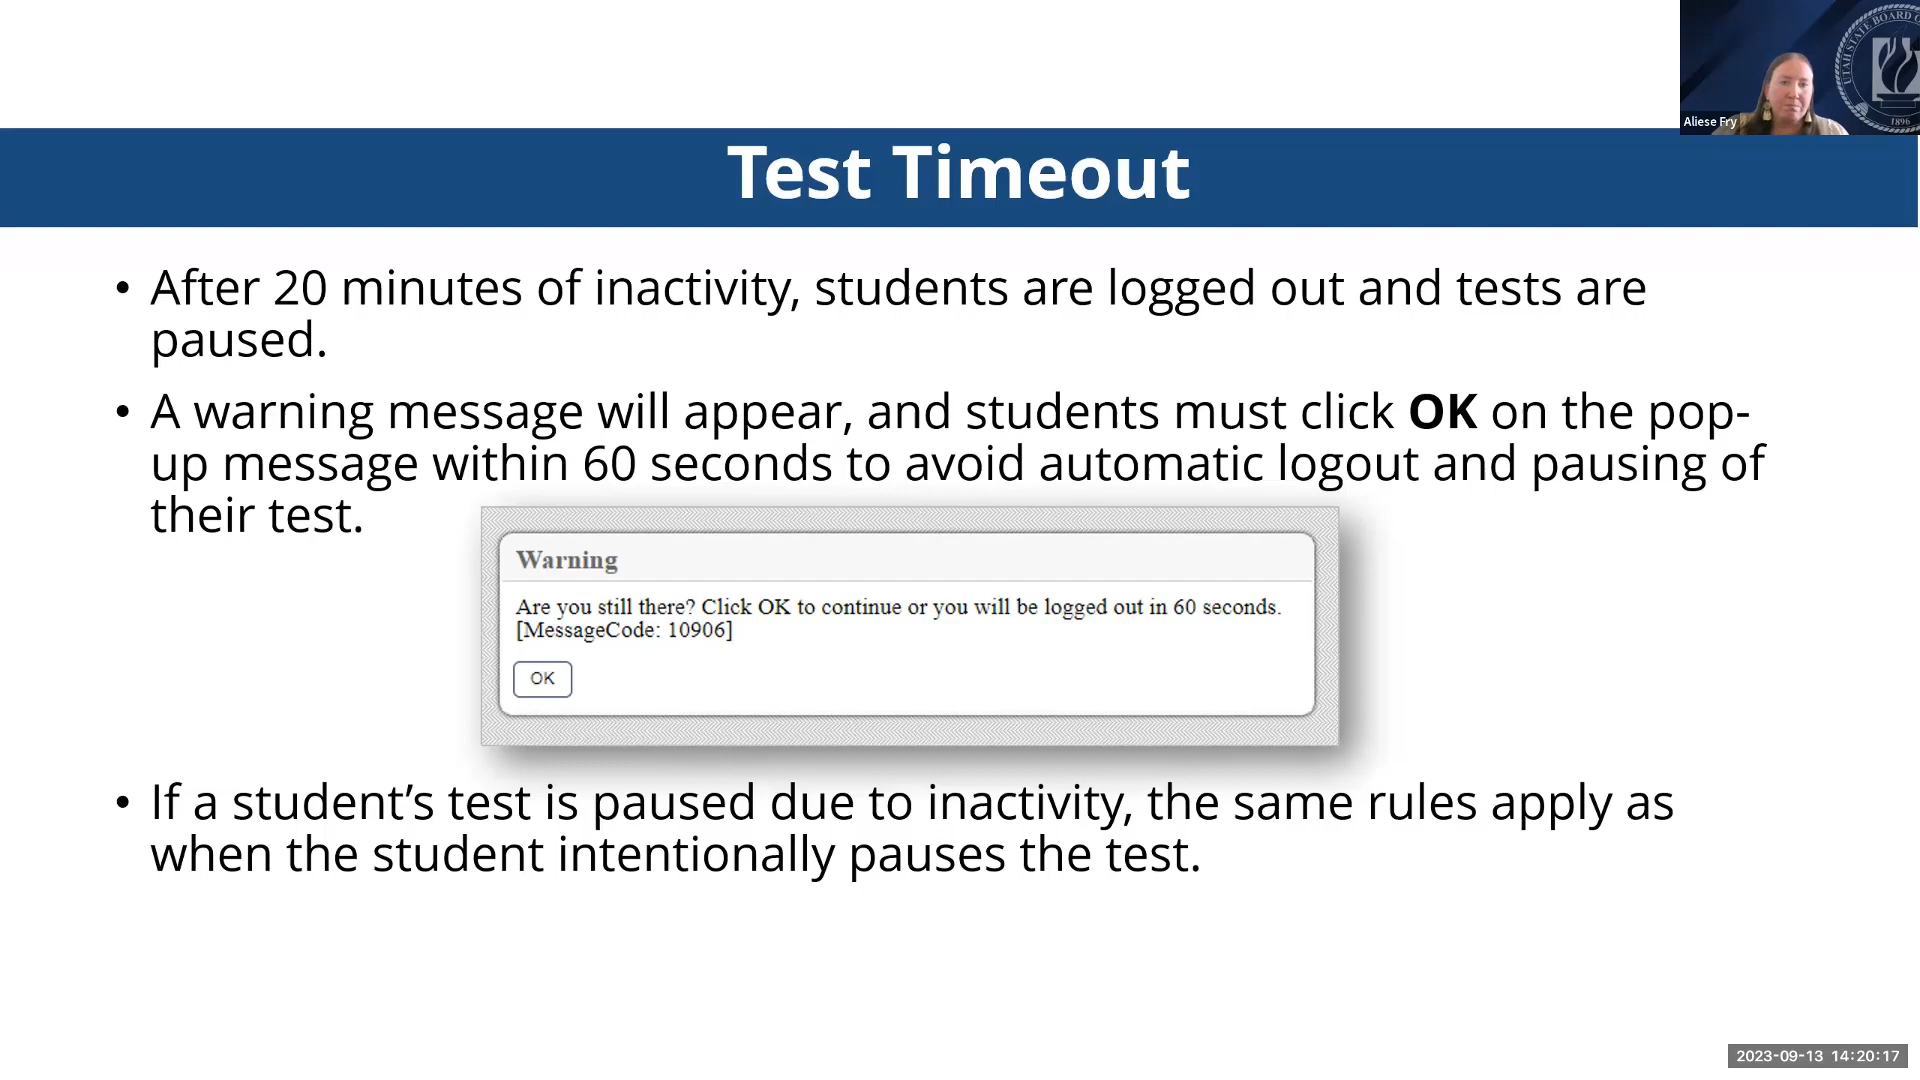 UTAH STATE BOARD O
1896
Aliese Fry
Test Timeout
• After 20 minutes of inactivity, students are logged out and tests are
paused.
• A warning message will appear, and students must click OK on the pop-
up message within 60 seconds to avoid automatic logout and pausing of
their test.
Warning
Are you still there? Click OK to continue or you will be logged out in 60 seconds.
[MessageCode: 10906]
OK
• If a student’s test is paused due to inactivity, the same rules apply as
when the student intentionally pauses the test.
2023-09-13 14:20:17